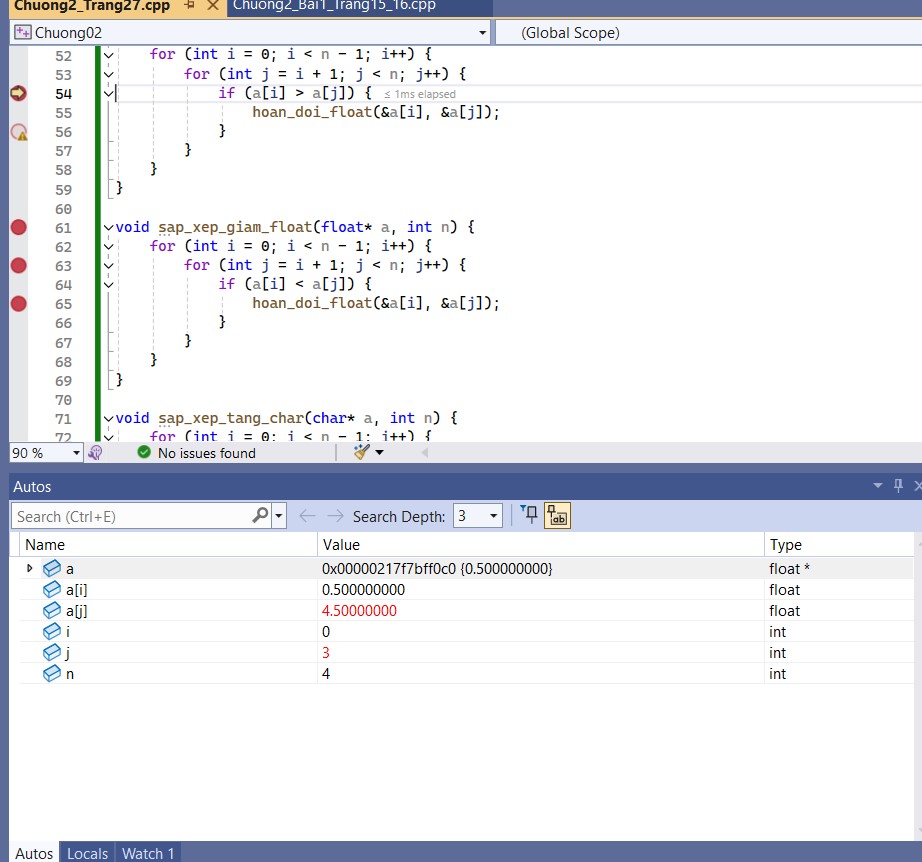 Chuong2_Trang27.cpp Chuong2_Bai1_Trang15_16.cpp
Chuong02 (Global Scope)
52 for (int i = 0; i < n - 1; i++) {
53 for (int j = i + 1; j < n; j++) {
54 if (a[i] > a[j]) { ≤ 1ms elapsed
55 hoan_doi_float(&a[i], &a[j]);
56 }
57 }
58 }
59 }
60
61 void sap_xep_giam_float(float* a, int n) {
62 for (int i = 0; i < n - 1; i++) {
63 for (int j = i + 1; j < n; j++) {
64 if (a[i] < a[j]) {
65 hoan_doi_float(&a[i], &a[j]);
66 }
67 }
68 }
69 }
70
71 void sap_xep_tang_char(char* a, int n) {
72 for (int i = 0; i < n - 1; i++) {
90 % No issues found
Autos
Search (Ctrl+E) Search Depth: 3
Name Value Type
a 0x00000217f7bff0c0 {0.500000000} float *
a[i] 0.500000000 float
a[j] 4.50000000 float
i 0 int
j 3 int
n 4 int
Autos Locals Watch 1